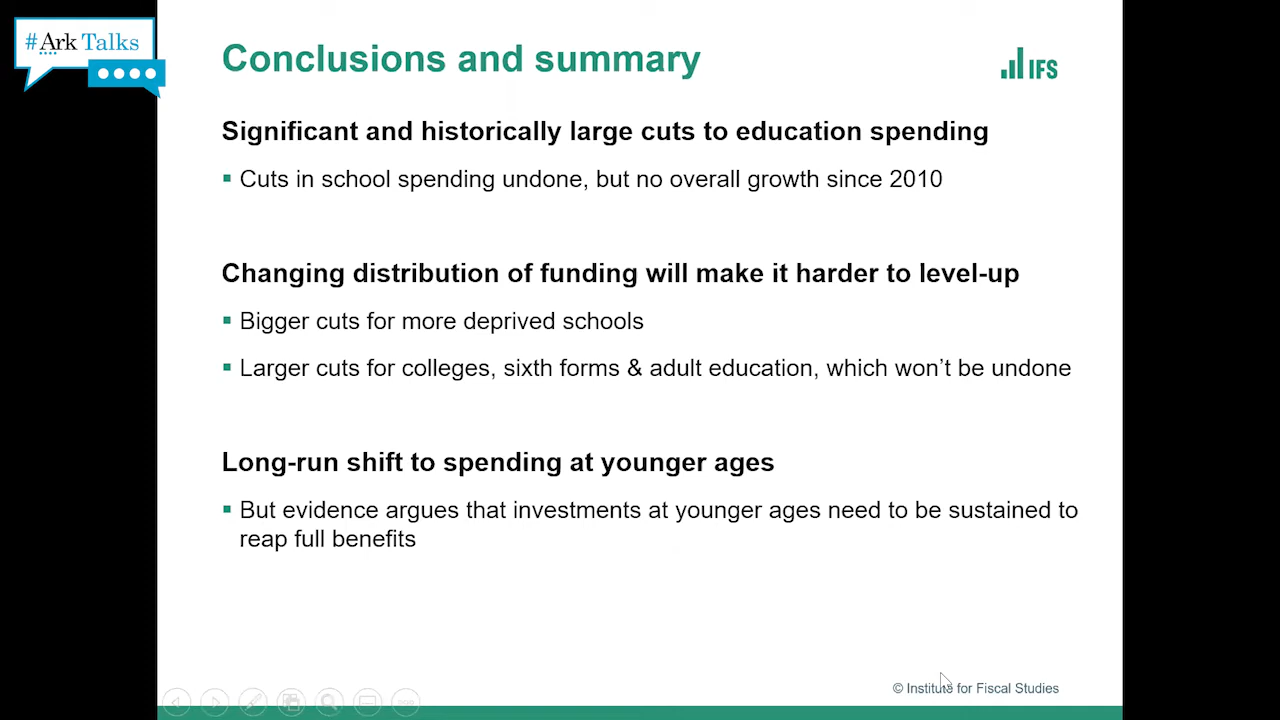 #Ark Talks
Conclusions and summary
IFS
Significant and historically large cuts to education spending
Cuts in school spending undone, but no overall growth since 2010
Changing distribution of funding will make it harder to level-up
Bigger cuts for more deprived schools
Larger cuts for colleges, sixth forms & adult education, which won’t be undone
Long-run shift to spending at younger ages
But evidence argues that investments at younger ages need to be sustained to
reap full benefits
© Institute for Fiscal Studies